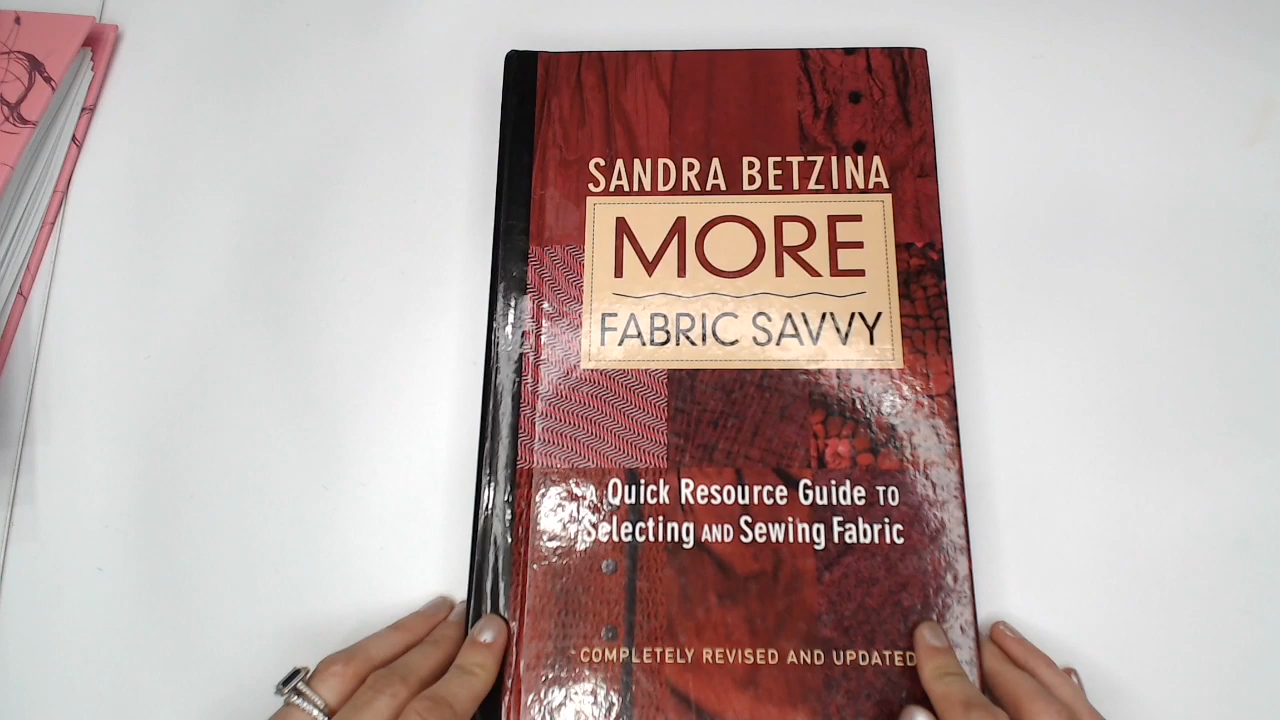 SANDRA BETZINA
MORE
FABRIC SAVVY
A Quick Resource Guide TO
Selecting AND Sewing Fabric
COMPLETELY REVISED AND UPDATED